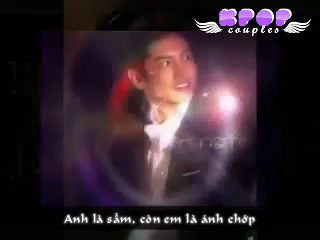 KPOP
couples
Anh là sấm, còn em là ánh chớp